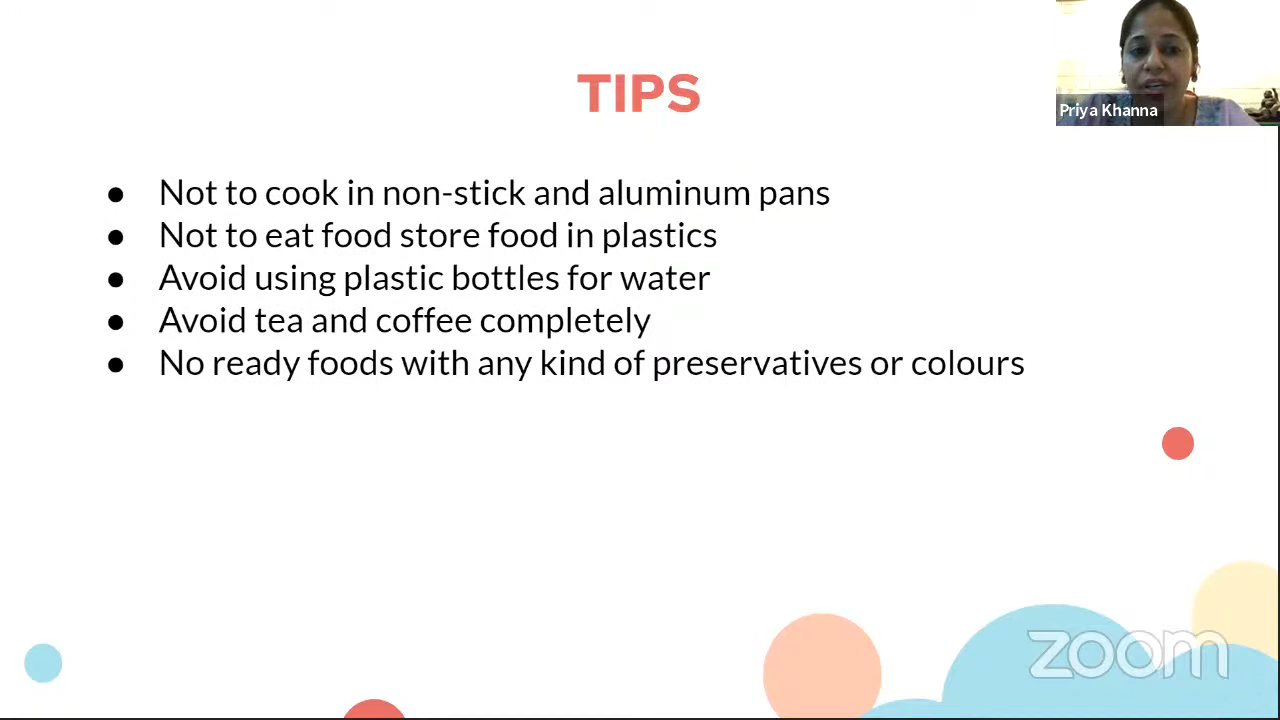 TIPS
Priya Khanna
● Not to cook in non-stick and aluminum pans
● Not to eat food store food in plastics
● Avoid using plastic bottles for water
● Avoid tea and coffee completely
● No ready foods with any kind of preservatives or colours
zoom